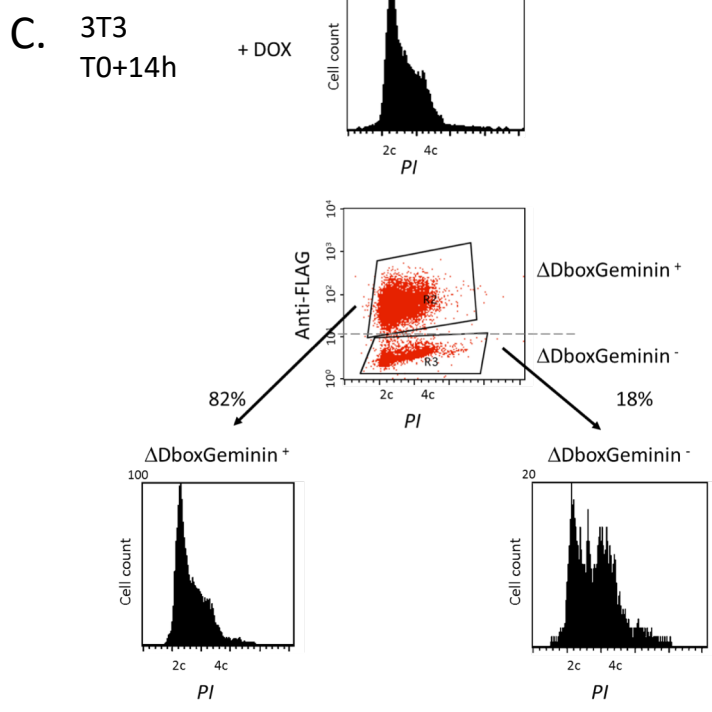 C.
3T3
T0+14h
+ DOX
Cell count
2c 4c
PI
Anti-FLAG
10⁴
10³
10²
10¹
10⁰
R2
R3
2c 4c
PI
ΔDboxGeminin ⁺
ΔDboxGeminin ⁻
82%
18%
ΔDboxGeminin ⁺
100
Cell count
2c 4c
PI
ΔDboxGeminin ⁻
20
Cell count
2c 4c
PI